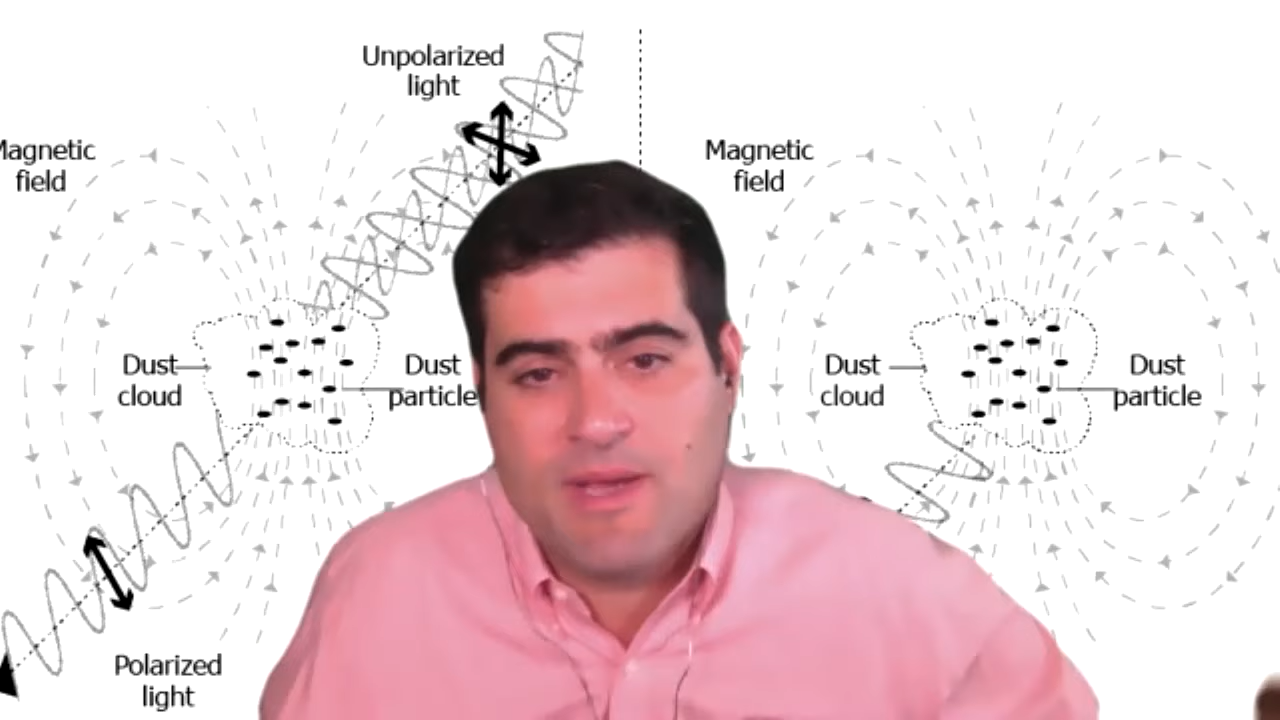 Unpolarized
light
Magnetic
field
Dust
cloud
Dust
particle
Polarized
light
Magnetic
field
Dust
cloud
Dust
particle